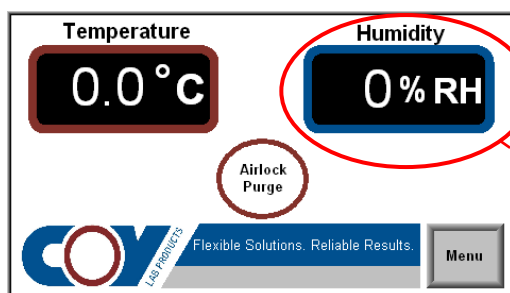 Temperature
Humidity
0.0 °C
0 % RH
Airlock
Purge
COY
LAB PRODUCTS
Flexible Solutions. Reliable Results.
Menu